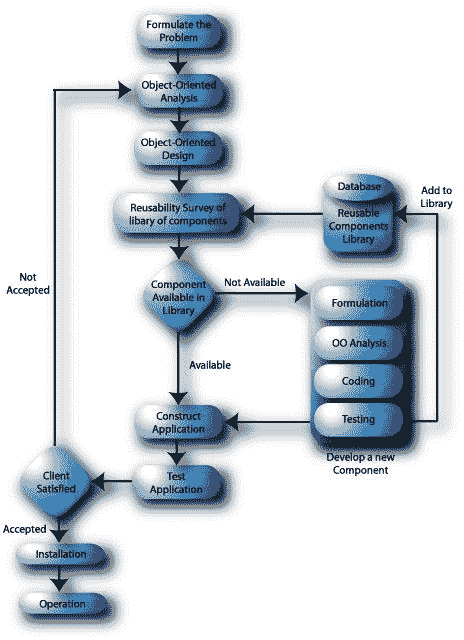 Formulate the
Problem
Object-Oriented
Analysis
Object-Oriented
Design
Reusability Survey of
libary of components
Database
Reusable
Components
Library
Add to
Library
Not
Accepted
Component
Available in
Library
Not Available
Formulation
OO Analysis
Coding
Testing
Develop a new
Component
Available
Construct
Application
Test
Application
Client
Satisfied
Accepted
Installation
Operation